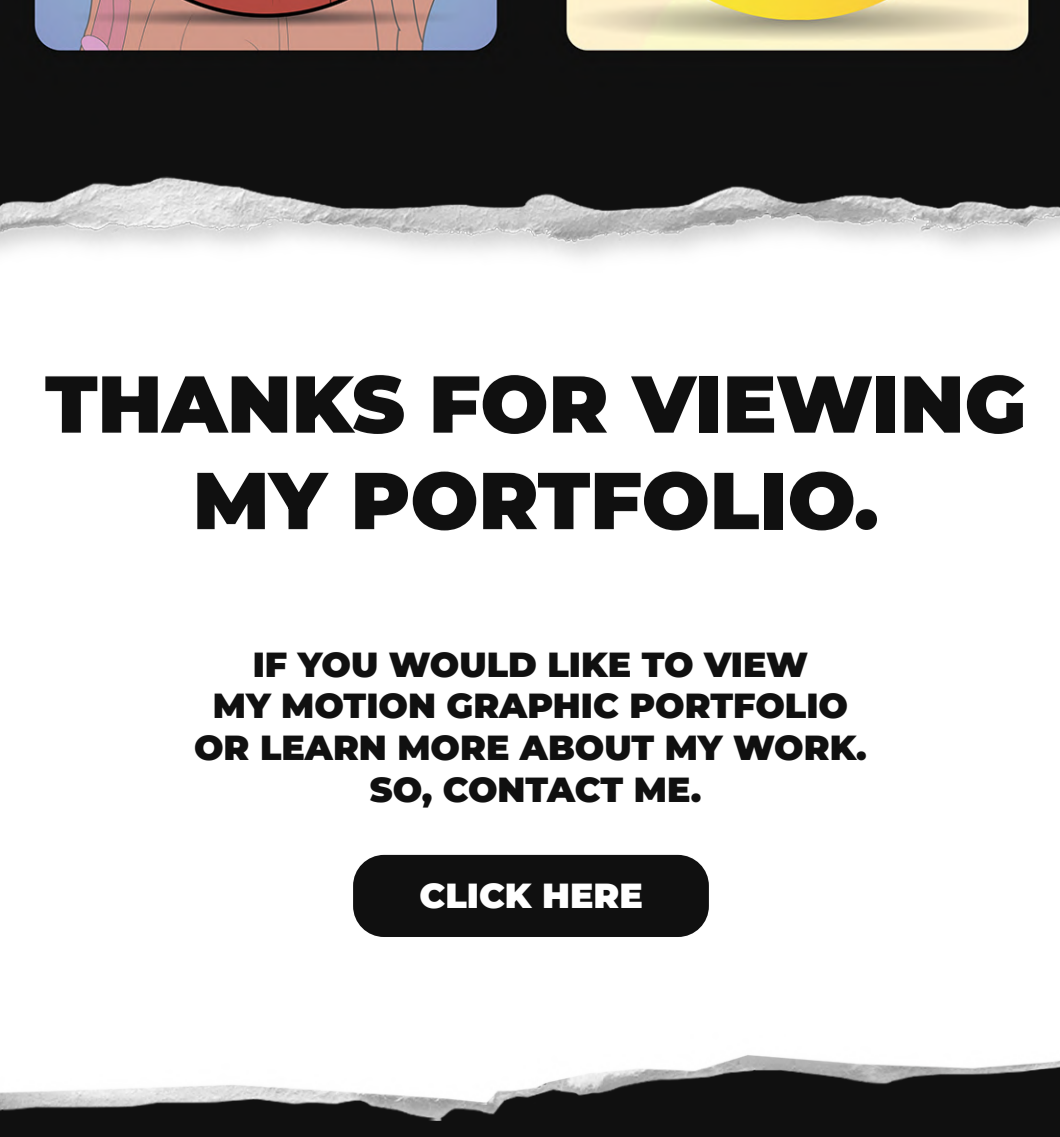 THANKS FOR VIEWING
MY PORTFOLIO.
IF YOU WOULD LIKE TO VIEW
MY MOTION GRAPHIC PORTFOLIO
OR LEARN MORE ABOUT MY WORK.
SO, CONTACT ME.
CLICK HERE